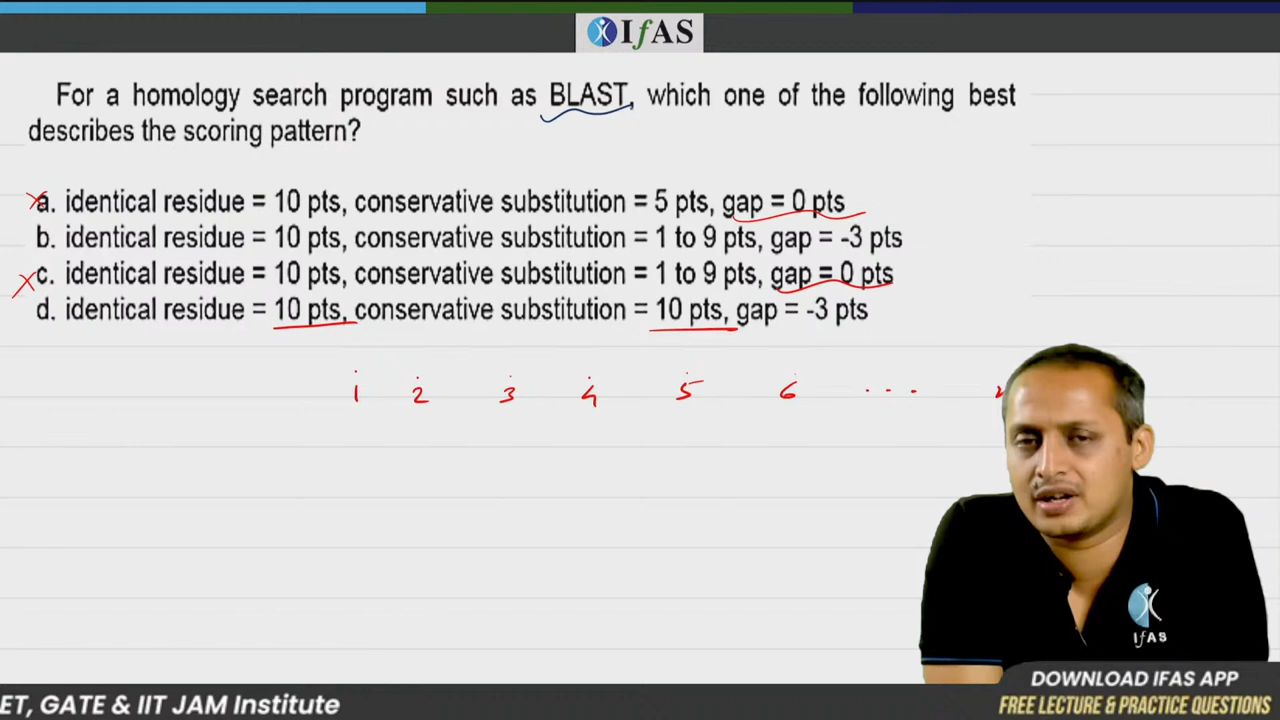 IfAS
For a homology search program such as BLAST, which one of the following best
describes the scoring pattern?
a. identical residue = 10 pts, conservative substitution = 5 pts, gap = 0 pts
b. identical residue = 10 pts, conservative substitution = 1 to 9 pts, gap = -3 pts
c. identical residue = 10 pts, conservative substitution = 1 to 9 pts, gap = 0 pts
d. identical residue = 10 pts, conservative substitution = 10 pts, gap = -3 pts
1 2 3 4 5 6 ...
IfAS
DOWNLOAD IFAS APP
FREE LECTURE & PRACTICE QUESTIONS
ET, GATE & IIT JAM Institute